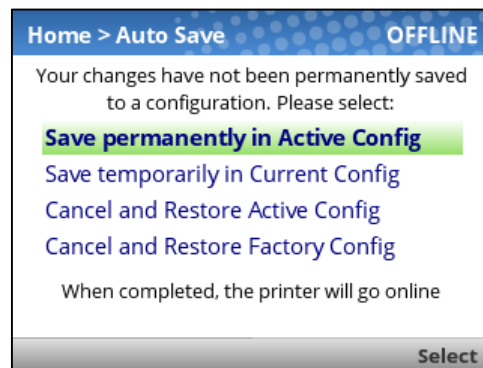 Home > Auto Save OFFLINE
Your changes have not been permanently saved
to a configuration. Please select:
Save permanently in Active Config
Save temporarily in Current Config
Cancel and Restore Active Config
Cancel and Restore Factory Config
When completed, the printer will go online
Select